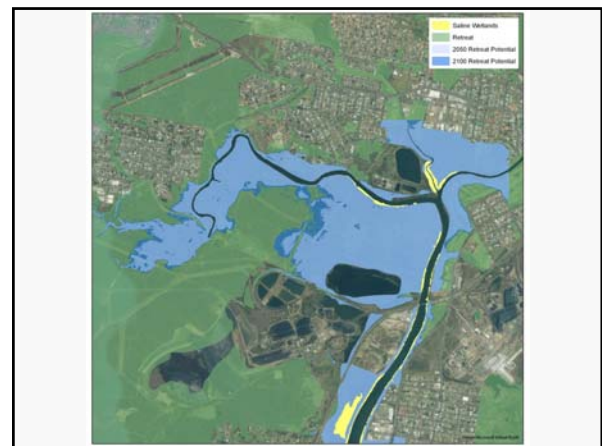 Saline Wetlands
Retreat
2050 Retreat Potential
2100 Retreat Potential